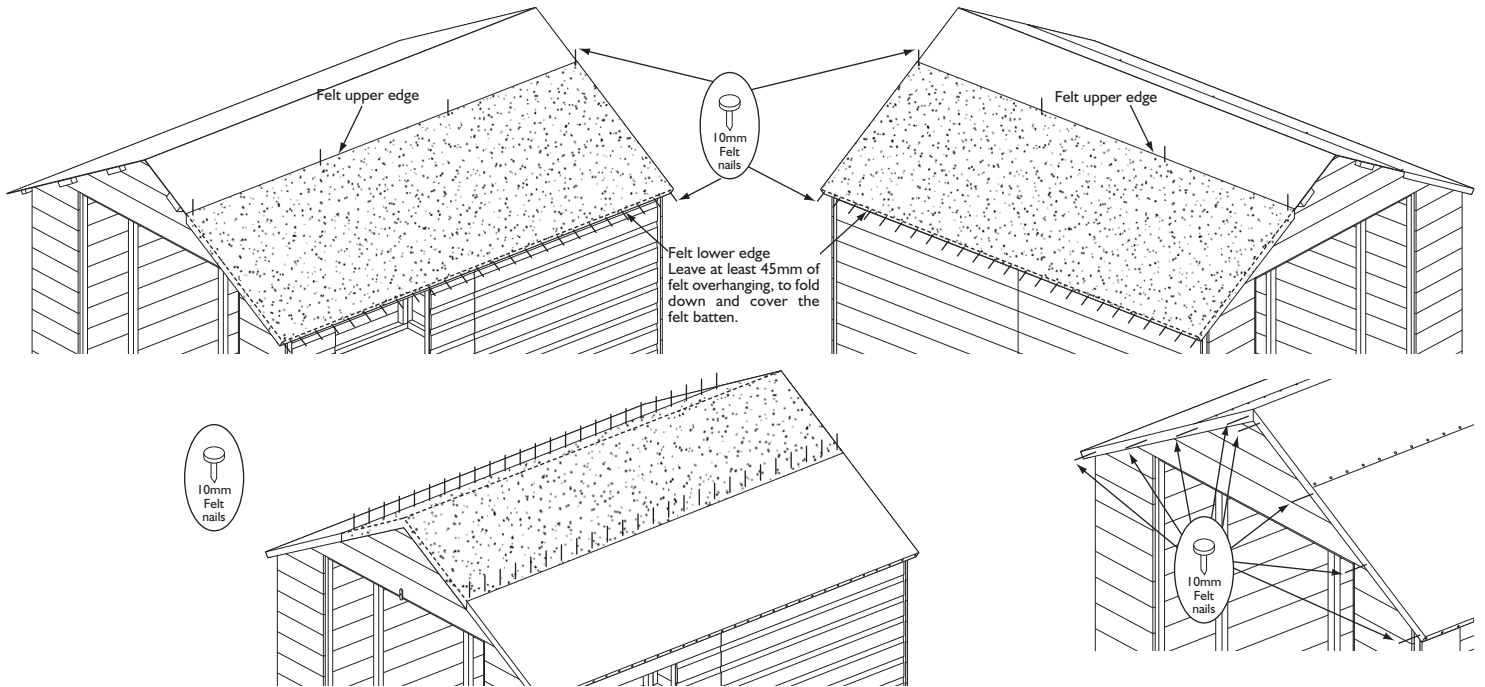 Felt upper edge
10mm
Felt
nails
Felt upper edge
Felt lower edge
Leave at least 45mm of
felt overhanging, to fold
down and cover the
felt batten.
10mm
Felt
nails
10mm
Felt
nails